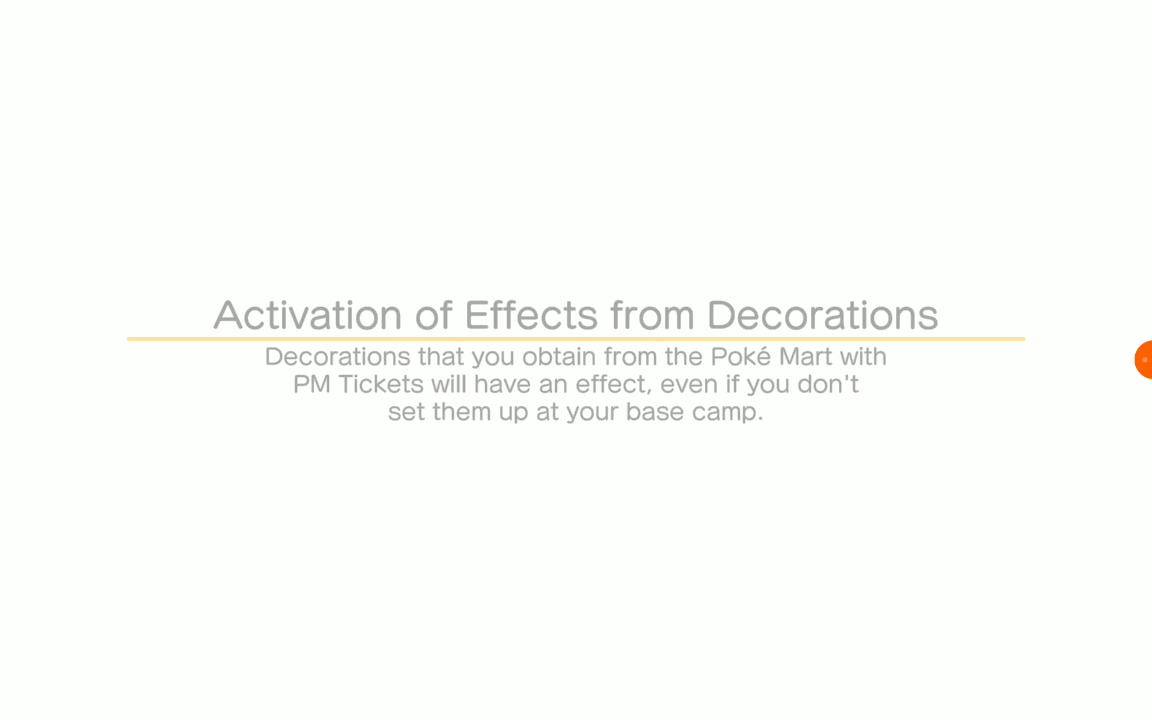 Activation of Effects from Decorations
Decorations that you obtain from the Poké Mart with
PM Tickets will have an effect, even if you don't
set them up at your base camp.